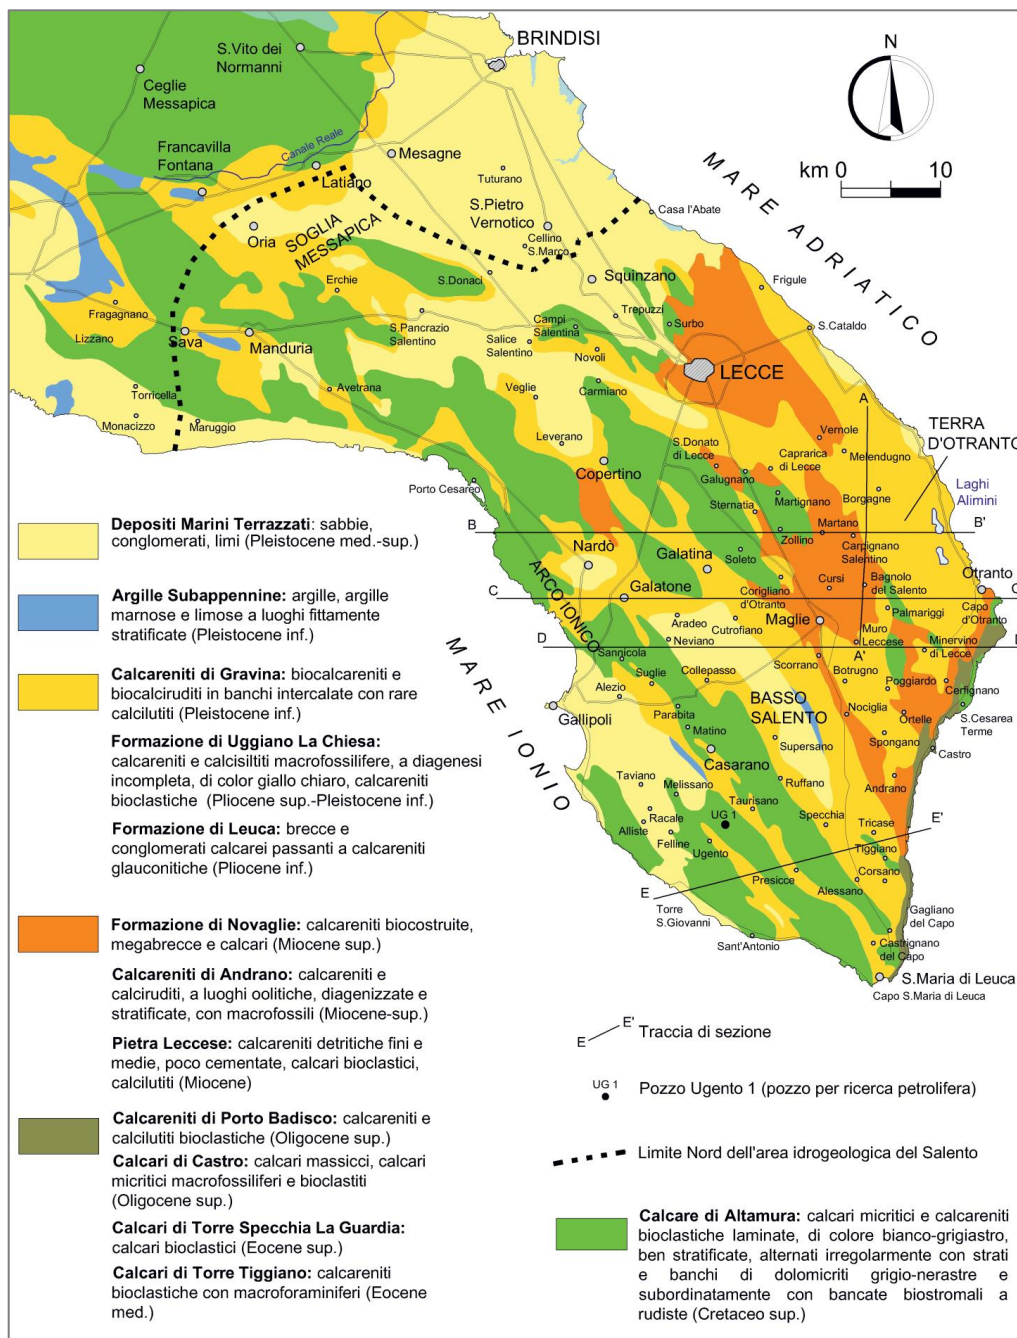 BRINDISI
S.Vito dei
Normanni
Ceglie
Messapica
N
km 0
10
Francavilla
Fontana
Canale Reale
Mesagne
Latiano
Tuturano
MARE ADRIATICO
S.Pietro
Vernotico
Casa l'Abate
Oria
SOGLIA
MESSAPICA
Cellino
S.Marco
Erchie
S.Donaci
Squinzano
Frigule
Fragagnano
Trepuzzi
S.Pancrazio
Salentino
Campi
Salentina
Surbo
S.Cataldo
Lizzano
Sava
Manduria
Salice
Salentino
Novoli
LECCE
Torricella
Avetrana
Veglie
Carmiano
A
Monacizzo
Maruggio
Leverano
Vernole
TERRA
D'OTRANTO
S.Donato
di Lecce
Caprarica
di Lecce
Melendugno
Copertino
Galugnano
Laghi
Alimini
Porto Cesareo
Martignano
Borgagne
Sternatia
B
Martano
B'
Zollino
Nardò
Galatina
Soleto
Carpignano
Salentino
ARCO IONICO
Cursi
Bagnolo
del Salento
Otranto
C
Galatone
Corigliano
d'Otranto
Palmariggi
Capo
d'Otranto
Aradeo
Cutrofiano
Maglie
D
Neviano
Muro
Leccese
Minervino
di Lecce
A'
MARE IONIO
Sannicola
Scorrano
Suglie
Collepasso
Botrugno
Alezio
BASSO
SALENTO
Poggiardo
Cerfignano
Gallipoli
Parabita
Nociglia
Ortelle
S.Cesarea
Terme
Matino
Supersano
Spongano
Castro
Casarano
Taviano
Melissano
Ruffano
Andrano
Taurisano
UG 1
Racale
Specchia
E'
Alliste
Felline
Tricase
Ugento
Tiggiano
Presicce
Corsano
E
Alessano
Torre
S.Giovanni
Gagliano
del Capo
Sant'Antonio
Castrignano
del Capo
S.Maria di Leuca
Capo S.Maria di Leuca
Depositi Marini Terrazzati: sabbie,
conglomerati, limi (Pleistocene med.-sup.)
Argille Subappennine: argille, argille
marnose e limose a luoghi fittamente
stratificate (Pleistocene inf.)
Calcareniti di Gravina: biocalcareniti e
biocalciruditi in banchi intercalate con rare
calcilutiti (Pleistocene inf.)
Formazione di Uggiano La Chiesa:
calcareniti e calcisiltiti macrofossilifere, a diagenesi
incompleta, di color giallo chiaro, calcareniti
bioclastiche (Pliocene sup.-Pleistocene inf.)
Formazione di Leuca: brecce e
conglomerati calcarei passanti a calcareniti
glauconitiche (Pliocene inf.)
Formazione di Novaglie: calcareniti biocostruite,
megabrecce e calcari (Miocene sup.)
Calcareniti di Andrano: calcareniti e
calciruditi, a luoghi oolitiche, diagenizzate e
stratificate, con macrofossili (Miocene-sup.)
Pietra Leccese: calcareniti detritiche fini e
medie, poco cementate, calcari bioclastici,
calcilutiti (Miocene)
Calcareniti di Porto Badisco: calcareniti e
calcilutiti bioclastiche (Oligocene sup.)
Calcari di Castro: calcari massicci, calcari
micritici macrofossiliferi e bioclastiti
(Oligocene sup.)
Calcari di Torre Specchia La Guardia:
calcari bioclastici (Eocene sup.)
Calcari di Torre Tiggiano: calcareniti
bioclastiche con macroforaminiferi (Eocene
med.)
E E' Traccia di sezione
UG 1 Pozzo Ugento 1 (pozzo per ricerca petrolifera)
Limite Nord dell'area idrogeologica del Salento
Calcare di Altamura: calcari micritici e calcareniti
bioclastiche laminate, di colore bianco-grigiastro,
ben stratificate, alternati irregolarmente con strati
e banchi di dolomicriti grigio-nerastre e
subordinatamente con bancate biostromali a
rudiste (Cretaceo sup.)